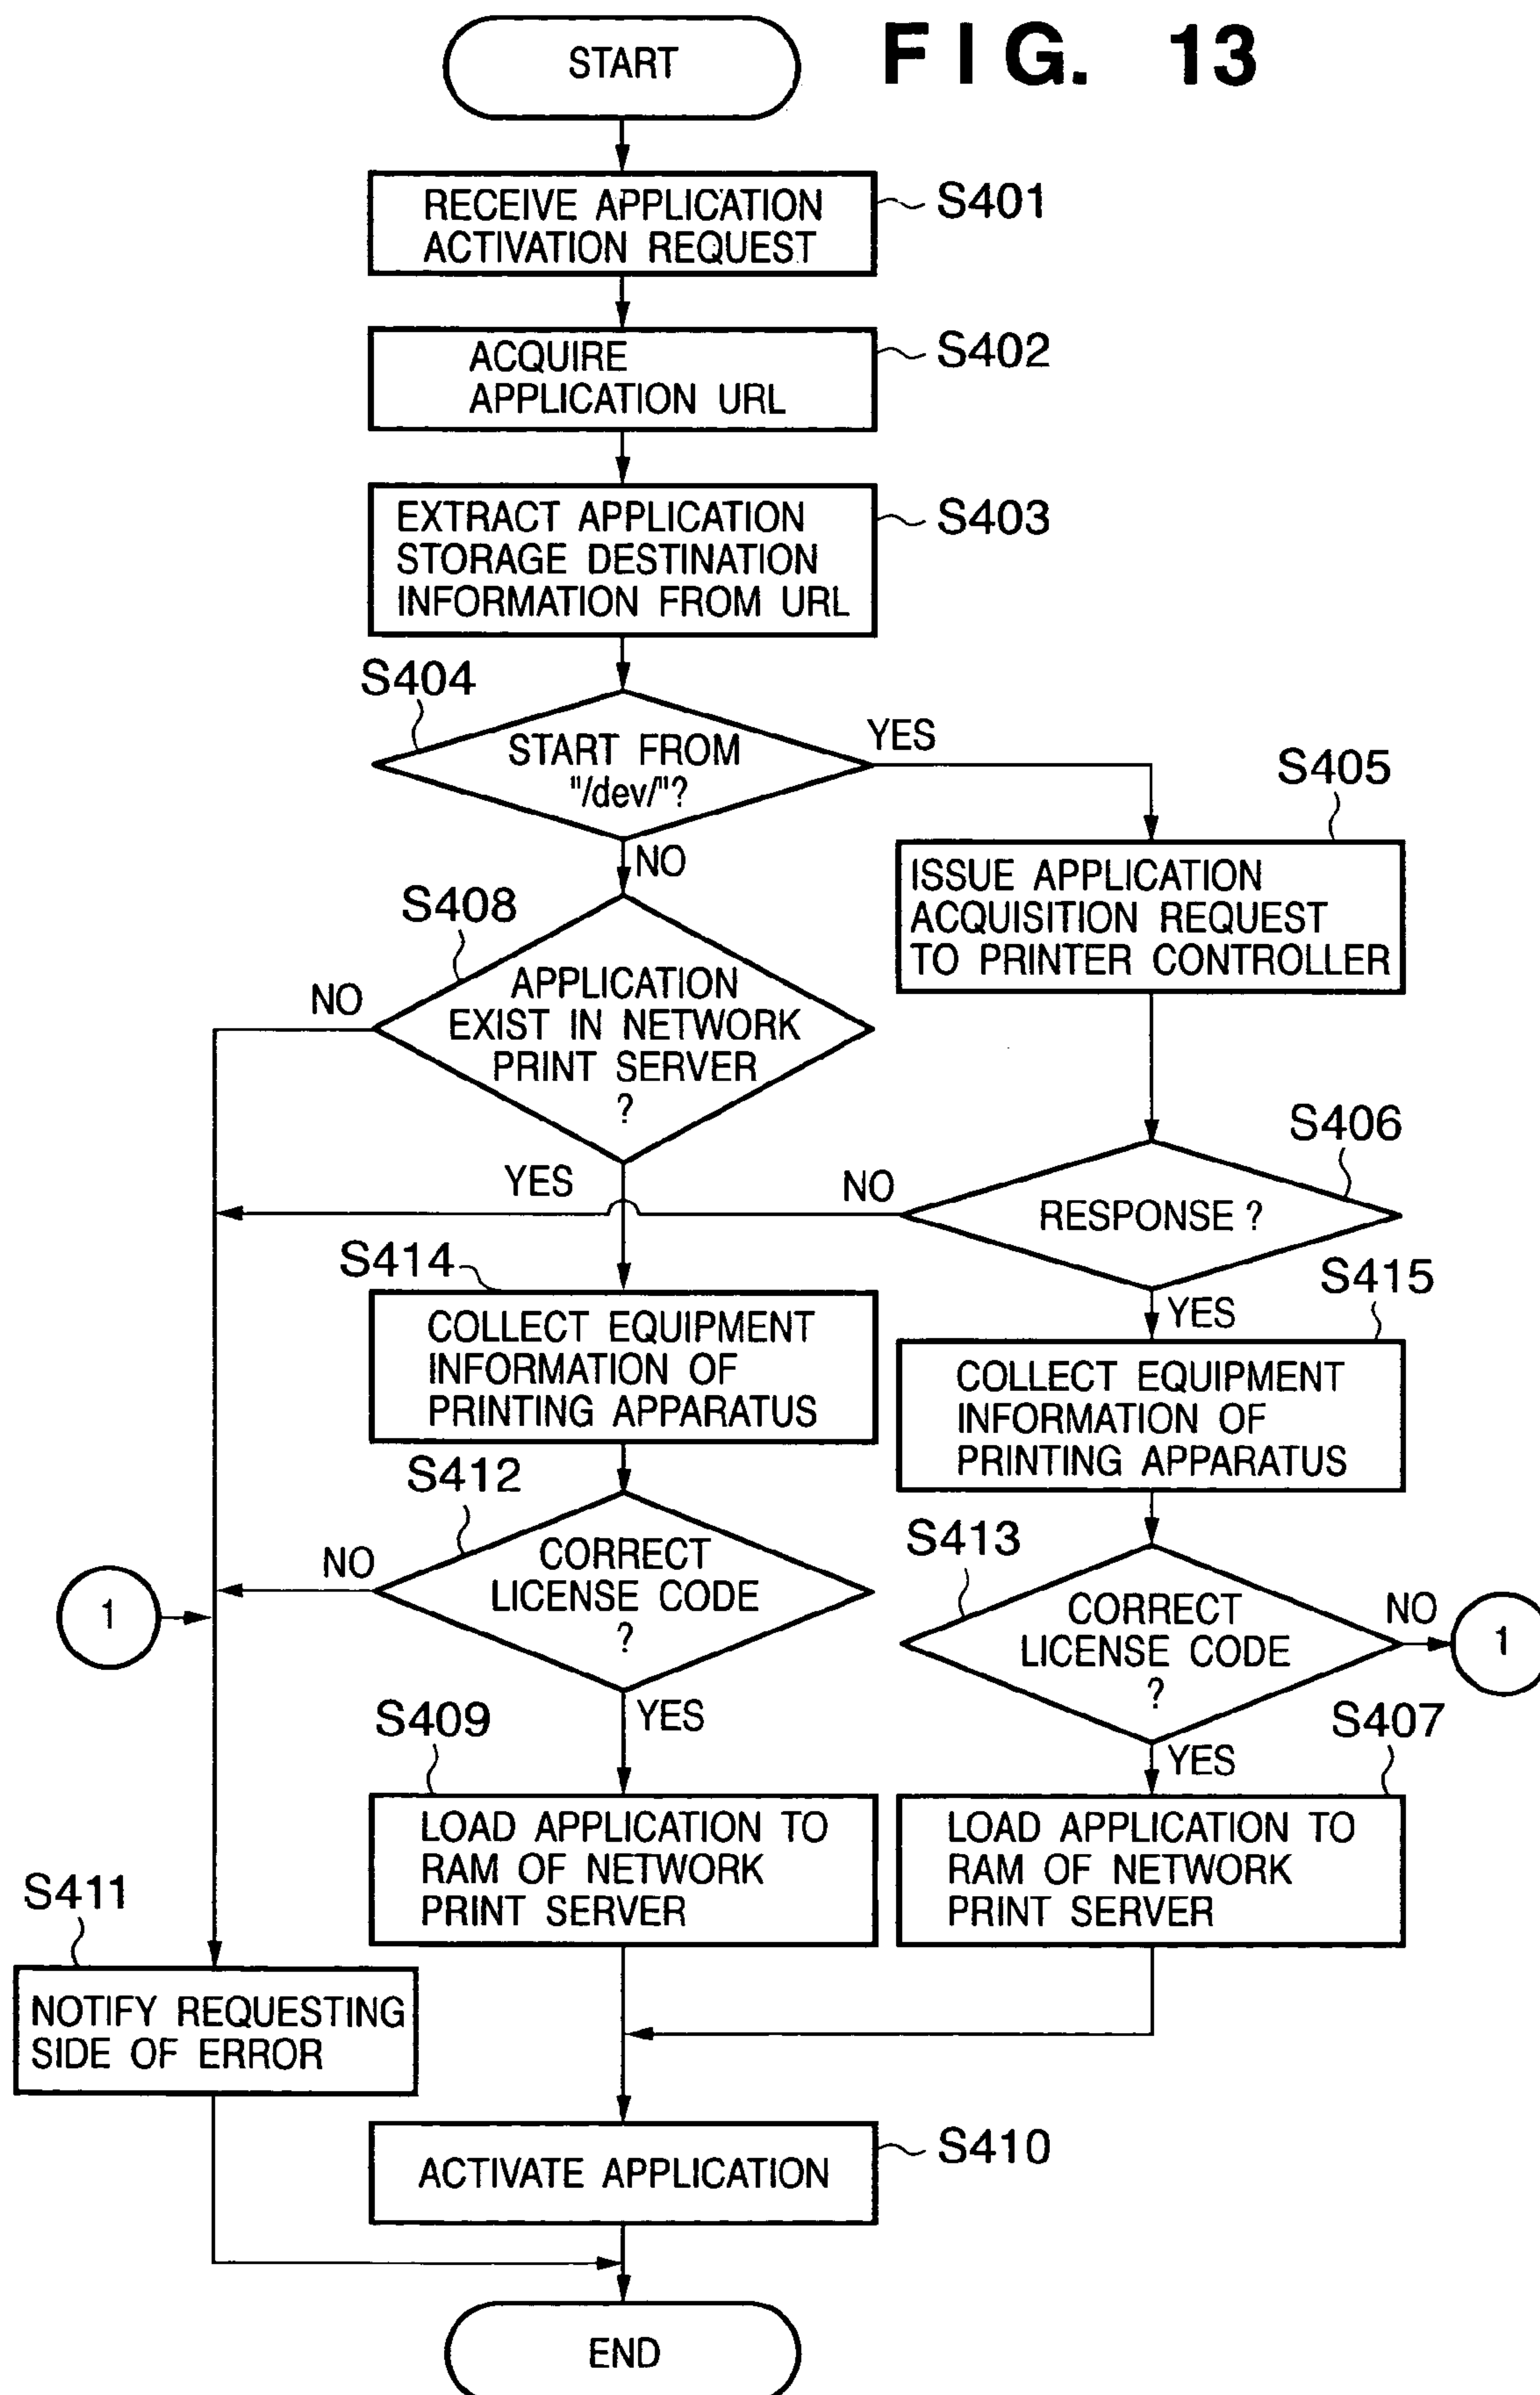 FIG. 13
START
RECEIVE APPLICATION
ACTIVATION REQUEST
S401
ACQUIRE
APPLICATION URL
S402
EXTRACT APPLICATION
STORAGE DESTINATION
INFORMATION FROM URL
S403
S404
START FROM
"/dev/"?
YES
NO
S405
ISSUE APPLICATION
ACQUISITION REQUEST
TO PRINTER CONTROLLER
S408
APPLICATION
EXIST IN NETWORK
PRINT SERVER
?
NO
YES
S406
RESPONSE ?
NO
YES
S414
COLLECT EQUIPMENT
INFORMATION OF
PRINTING APPARATUS
S415
COLLECT EQUIPMENT
INFORMATION OF
PRINTING APPARATUS
S412
CORRECT
LICENSE CODE
?
NO
YES
1
S413
CORRECT
LICENSE CODE
?
NO
1
YES
S409
LOAD APPLICATION TO
RAM OF NETWORK
PRINT SERVER
S407
LOAD APPLICATION TO
RAM OF NETWORK
PRINT SERVER
S411
NOTIFY REQUESTING
SIDE OF ERROR
ACTIVATE APPLICATION
S410
END